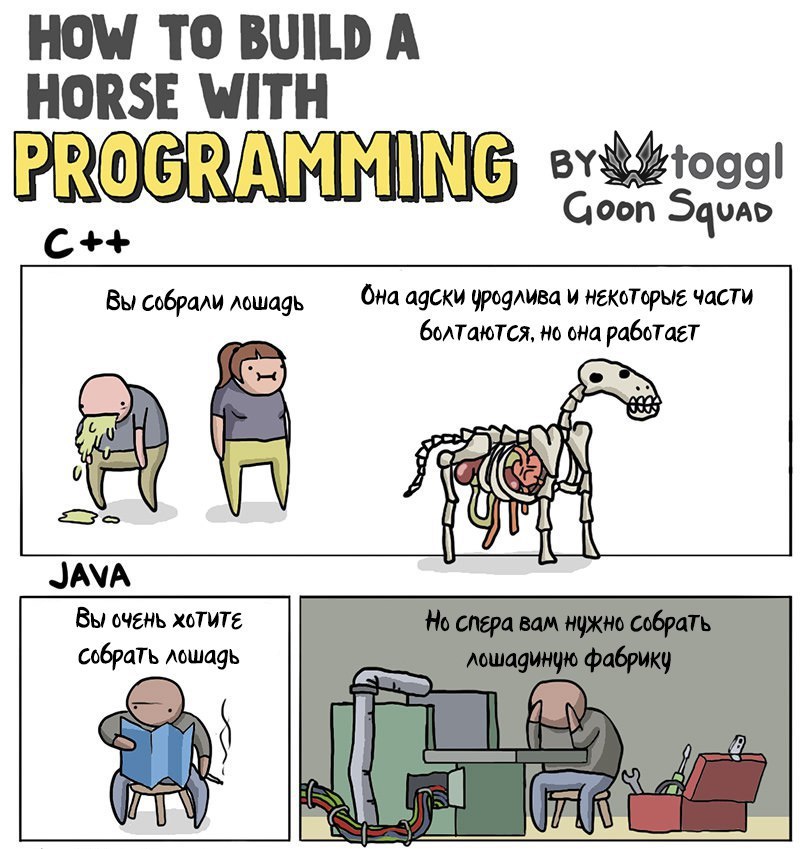 HOW TO BUILD A
HORSE WITH
PROGRAMMING
BY toggl
Goon Squad
C++
Вы собрали лошадь
Она адски уродлива и некоторые части
болтаются, но она работает
JAVA
Вы очень хотите
собрать лошадь
Но спера вам нужно собрать
лошадиную фабрику